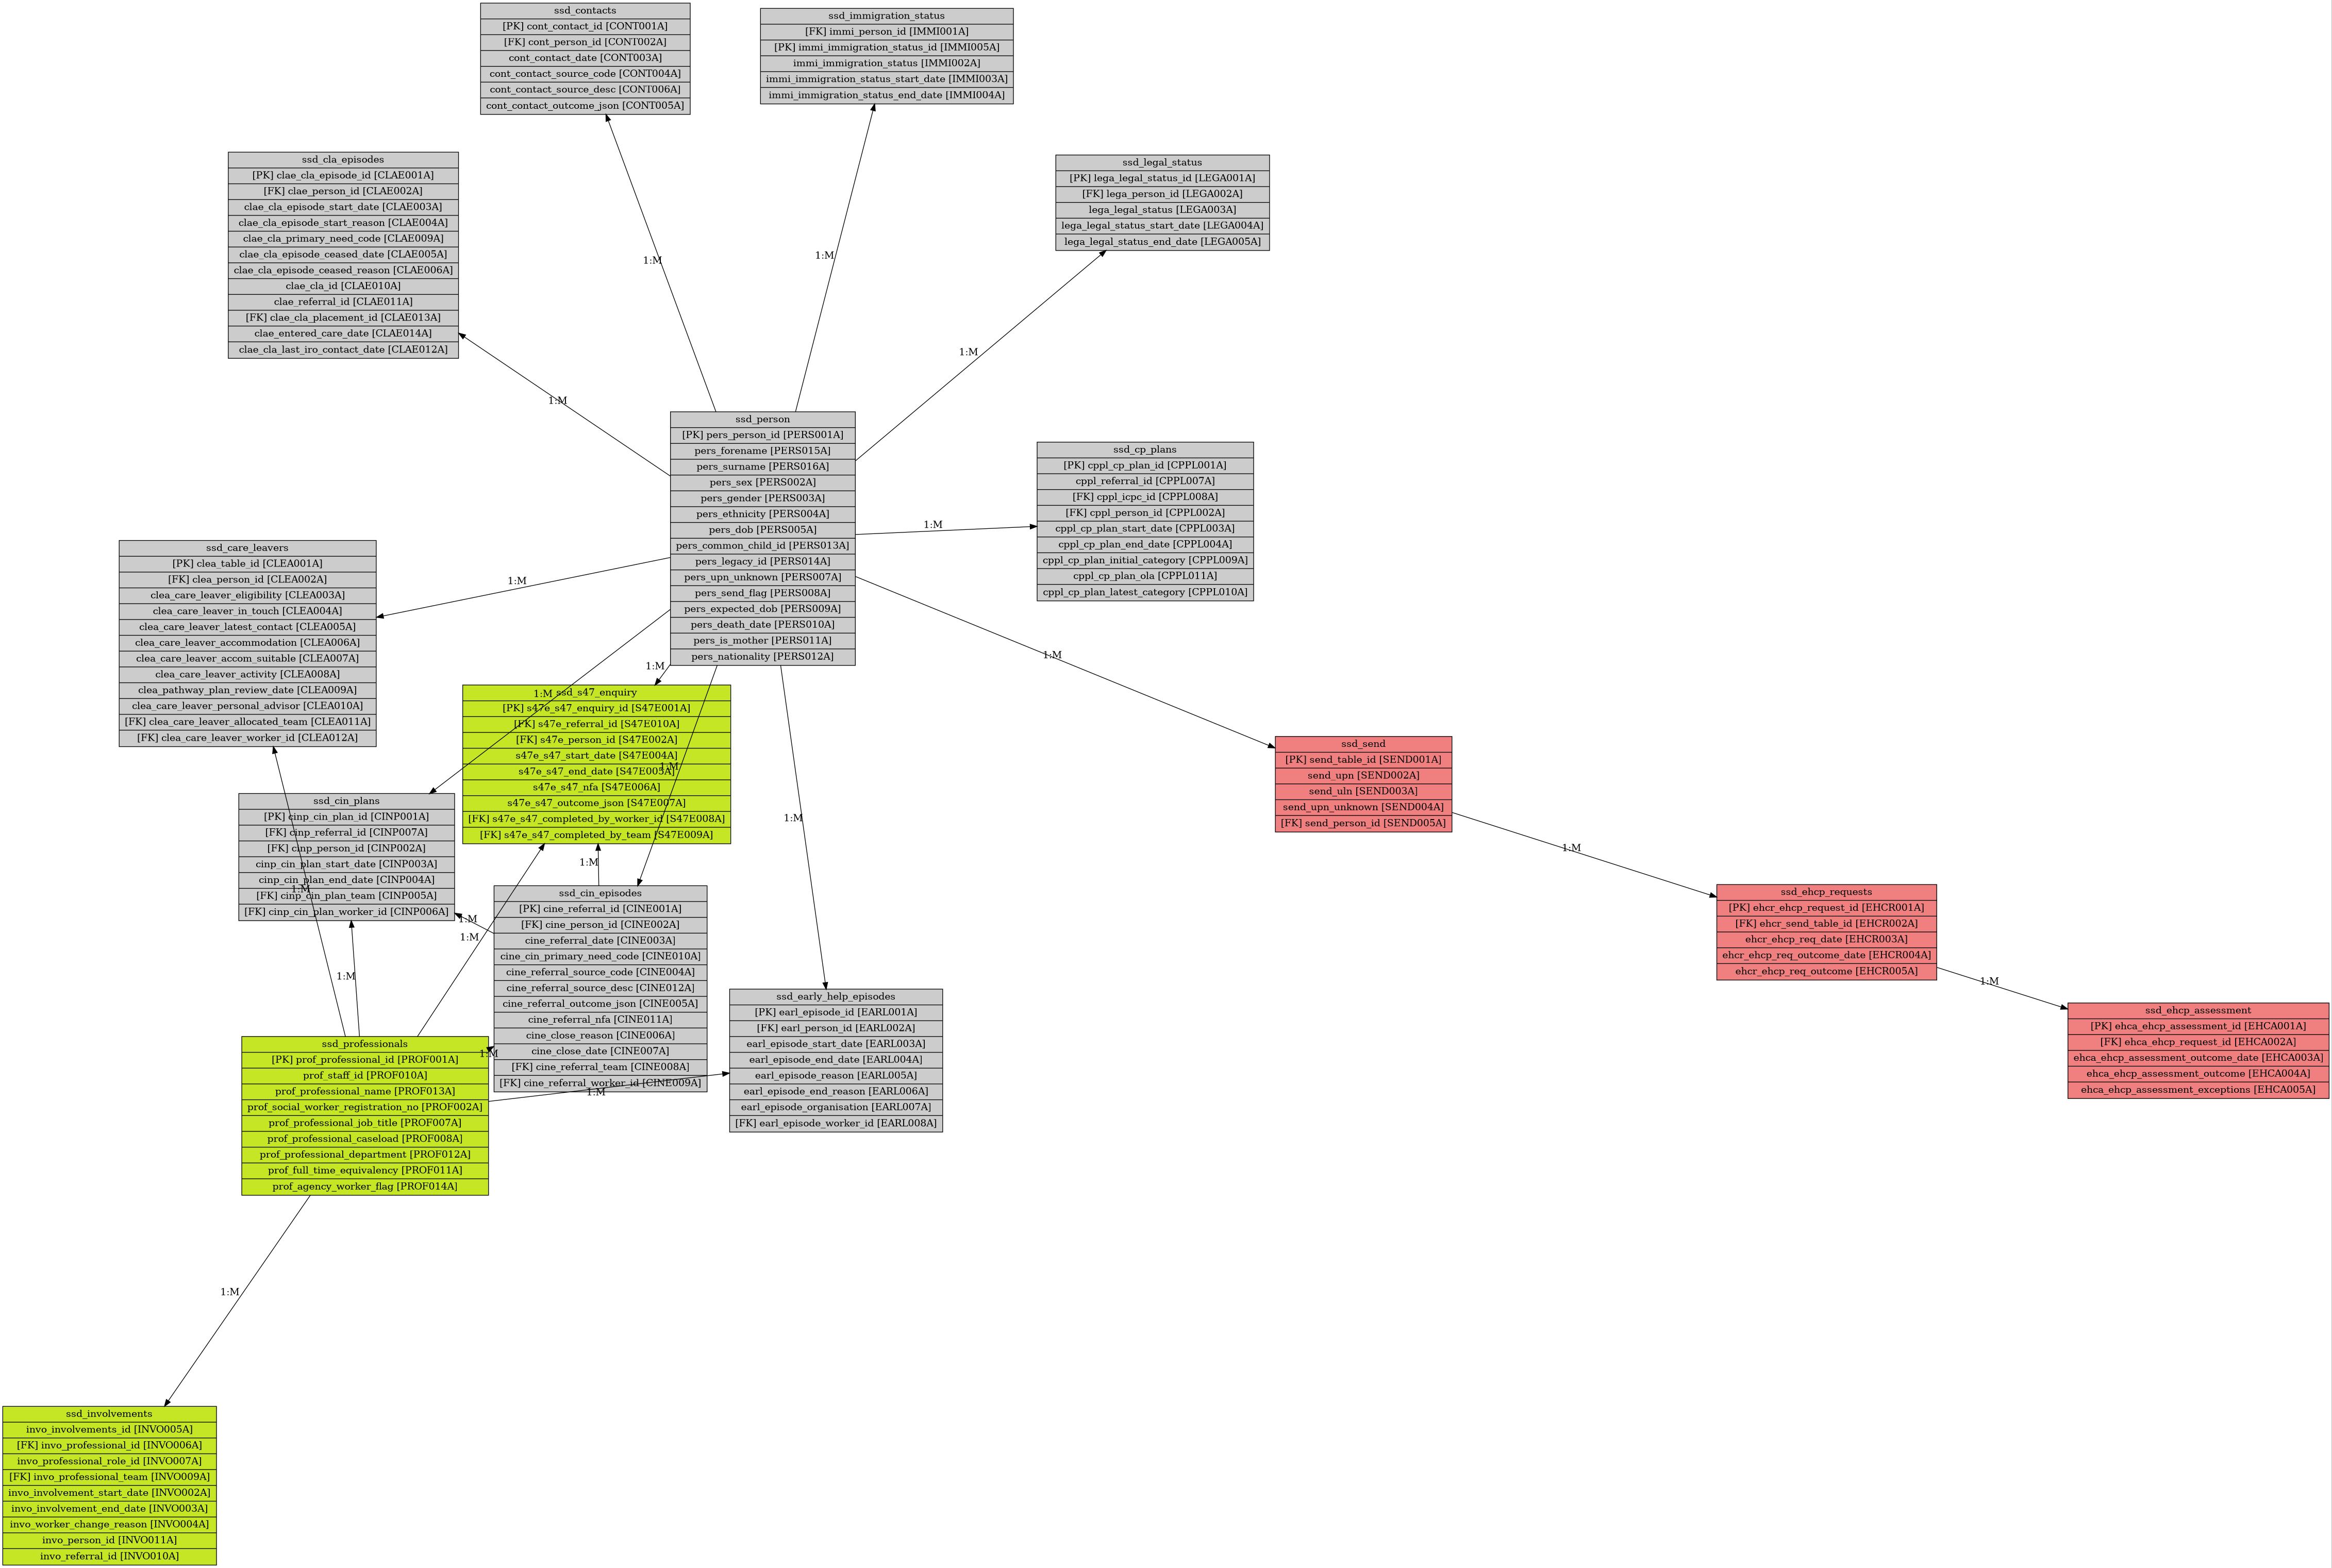 ssd_contacts
[PK] cont_contact_id [CONT001A]
[FK] cont_person_id [CONT002A]
cont_contact_date [CONT003A]
cont_contact_source_code [CONT004A]
cont_contact_source_desc [CONT006A]
cont_contact_outcome_json [CONT005A]
ssd_immigration_status
[FK] immi_person_id [IMMI001A]
[PK] immi_immigration_status_id [IMMI005A]
immi_immigration_status [IMMI002A]
immi_immigration_status_start_date [IMMI003A]
immi_immigration_status_end_date [IMMI004A]
ssd_cla_episodes
[PK] clae_cla_episode_id [CLAE001A]
[FK] clae_person_id [CLAE002A]
clae_cla_episode_start_date [CLAE003A]
clae_cla_episode_start_reason [CLAE004A]
clae_cla_primary_need_code [CLAE009A]
clae_cla_episode_ceased_date [CLAE005A]
clae_cla_episode_ceased_reason [CLAE006A]
clae_cla_id [CLAE010A]
clae_referral_id [CLAE011A]
[FK] clae_cla_placement_id [CLAE013A]
clae_entered_care_date [CLAE014A]
clae_cla_last_iro_contact_date [CLAE012A]
ssd_legal_status
[PK] lega_legal_status_id [LEGA001A]
[FK] lega_person_id [LEGA002A]
lega_legal_status [LEGA003A]
lega_legal_status_start_date [LEGA004A]
lega_legal_status_end_date [LEGA005A]
1:M
1:M
1:M
1:M
ssd_person
[PK] pers_person_id [PERS001A]
pers_forename [PERS015A]
pers_surname [PERS016A]
pers_sex [PERS002A]
pers_gender [PERS003A]
pers_ethnicity [PERS004A]
pers_dob [PERS005A]
pers_common_child_id [PERS013A]
pers_legacy_id [PERS014A]
pers_upn_unknown [PERS007A]
pers_send_flag [PERS008A]
pers_expected_dob [PERS009A]
pers_death_date [PERS010A]
pers_is_mother [PERS011A]
pers_nationality [PERS012A]
1:M
ssd_cp_plans
[PK] cppl_cp_plan_id [CPPL001A]
cppl_referral_id [CPPL007A]
[FK] cppl_icpc_id [CPPL008A]
[FK] cppl_person_id [CPPL002A]
cppl_cp_plan_start_date [CPPL003A]
cppl_cp_plan_end_date [CPPL004A]
cppl_cp_plan_initial_category [CPPL009A]
cppl_cp_plan_ola [CPPL011A]
cppl_cp_plan_latest_category [CPPL010A]
ssd_care_leavers
[PK] clea_table_id [CLEA001A]
[FK] clea_person_id [CLEA002A]
clea_care_leaver_eligibility [CLEA003A]
clea_care_leaver_in_touch [CLEA004A]
clea_care_leaver_latest_contact [CLEA005A]
clea_care_leaver_accommodation [CLEA006A]
clea_care_leaver_accom_suitable [CLEA007A]
clea_care_leaver_activity [CLEA008A]
clea_pathway_plan_review_date [CLEA009A]
clea_care_leaver_personal_advisor [CLEA010A]
[FK] clea_care_leaver_allocated_team [CLEA011A]
[FK] clea_care_leaver_worker_id [CLEA012A]
1:M
1:M
1:M
1:M
ssd_s47_enquiry
[PK] s47e_s47_enquiry_id [S47E001A]
[FK] s47e_referral_id [S47E010A]
[FK] s47e_person_id [S47E002A]
s47e_s47_start_date [S47E004A]
s47e_s47_end_date [S47E005A]
s47e_s47_nfa [S47E006A]
s47e_s47_outcome_json [S47E007A]
[FK] s47e_s47_completed_by_worker_id [S47E008A]
[FK] s47e_s47_completed_by_team [S47E009A]
1:M
1:M
ssd_send
[PK] send_table_id [SEND001A]
send_upn [SEND002A]
send_uln [SEND003A]
send_upn_unknown [SEND004A]
[FK] send_person_id [SEND005A]
ssd_cin_plans
[PK] cinp_cin_plan_id [CINP001A]
[FK] cinp_referral_id [CINP007A]
[FK] cinp_person_id [CINP002A]
cinp_cin_plan_start_date [CINP003A]
cinp_cin_plan_end_date [CINP004A]
[FK] cinp_cin_plan_team [CINP005A]
[FK] cinp_cin_plan_worker_id [CINP006A]
1:M
1:M
1:M
1:M
1:M
1:M
ssd_cin_episodes
[PK] cine_referral_id [CINE001A]
[FK] cine_person_id [CINE002A]
cine_referral_date [CINE003A]
cine_cin_primary_need_code [CINE010A]
cine_referral_source_code [CINE004A]
cine_referral_source_desc [CINE012A]
cine_referral_outcome_json [CINE005A]
cine_referral_nfa [CINE011A]
cine_close_reason [CINE006A]
cine_close_date [CINE007A]
[FK] cine_referral_team [CINE008A]
[FK] cine_referral_worker_id [CINE009A]
ssd_ehcp_requests
[PK] ehcr_ehcp_request_id [EHCR001A]
[FK] ehcr_send_table_id [EHCR002A]
ehcr_ehcp_req_date [EHCR003A]
ehcr_ehcp_req_outcome_date [EHCR004A]
ehcr_ehcp_req_outcome [EHCR005A]
1:M
ssd_early_help_episodes
[PK] earl_episode_id [EARL001A]
[FK] earl_person_id [EARL002A]
earl_episode_start_date [EARL003A]
earl_episode_end_date [EARL004A]
earl_episode_reason [EARL005A]
earl_episode_end_reason [EARL006A]
earl_episode_organisation [EARL007A]
[FK] earl_episode_worker_id [EARL008A]
ssd_ehcp_assessment
[PK] ehca_ehcp_assessment_id [EHCA001A]
[FK] ehca_ehcp_request_id [EHCA002A]
ehca_ehcp_assessment_outcome_date [EHCA003A]
ehca_ehcp_assessment_outcome [EHCA004A]
ehca_ehcp_assessment_exceptions [EHCA005A]
1:M
1:M
1:M
ssd_professionals
[PK] prof_professional_id [PROF001A]
prof_staff_id [PROF010A]
prof_professional_name [PROF013A]
prof_social_worker_registration_no [PROF002A]
prof_professional_job_title [PROF007A]
prof_professional_caseload [PROF008A]
prof_professional_department [PROF012A]
prof_full_time_equivalency [PROF011A]
prof_agency_worker_flag [PROF014A]
1:M
ssd_involvements
invo_involvements_id [INVO005A]
[FK] invo_professional_id [INVO006A]
invo_professional_role_id [INVO007A]
[FK] invo_professional_team [INVO009A]
invo_involvement_start_date [INVO002A]
invo_involvement_end_date [INVO003A]
invo_worker_change_reason [INVO004A]
invo_person_id [INVO011A]
invo_referral_id [INVO010A]